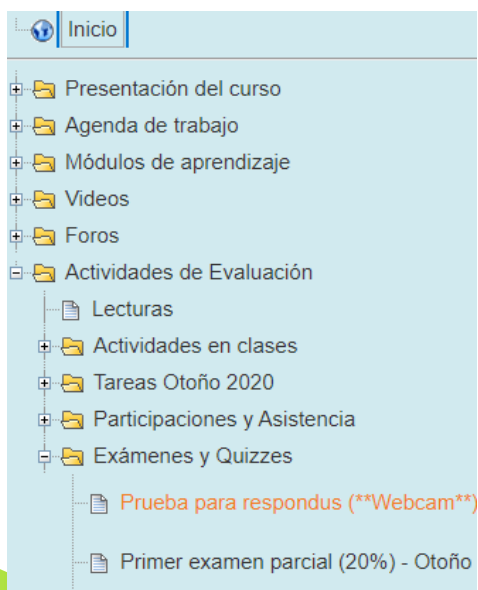 Inicio
Presentación del curso
Agenda de trabajo
Módulos de aprendizaje
Videos
Foros
Actividades de Evaluación
Lecturas
Actividades en clases
Tareas Otoño 2020
Participaciones y Asistencia
Exámenes y Quizzes
Prueba para respondus (**Webcam**)
Primer examen parcial (20%) - Otoño